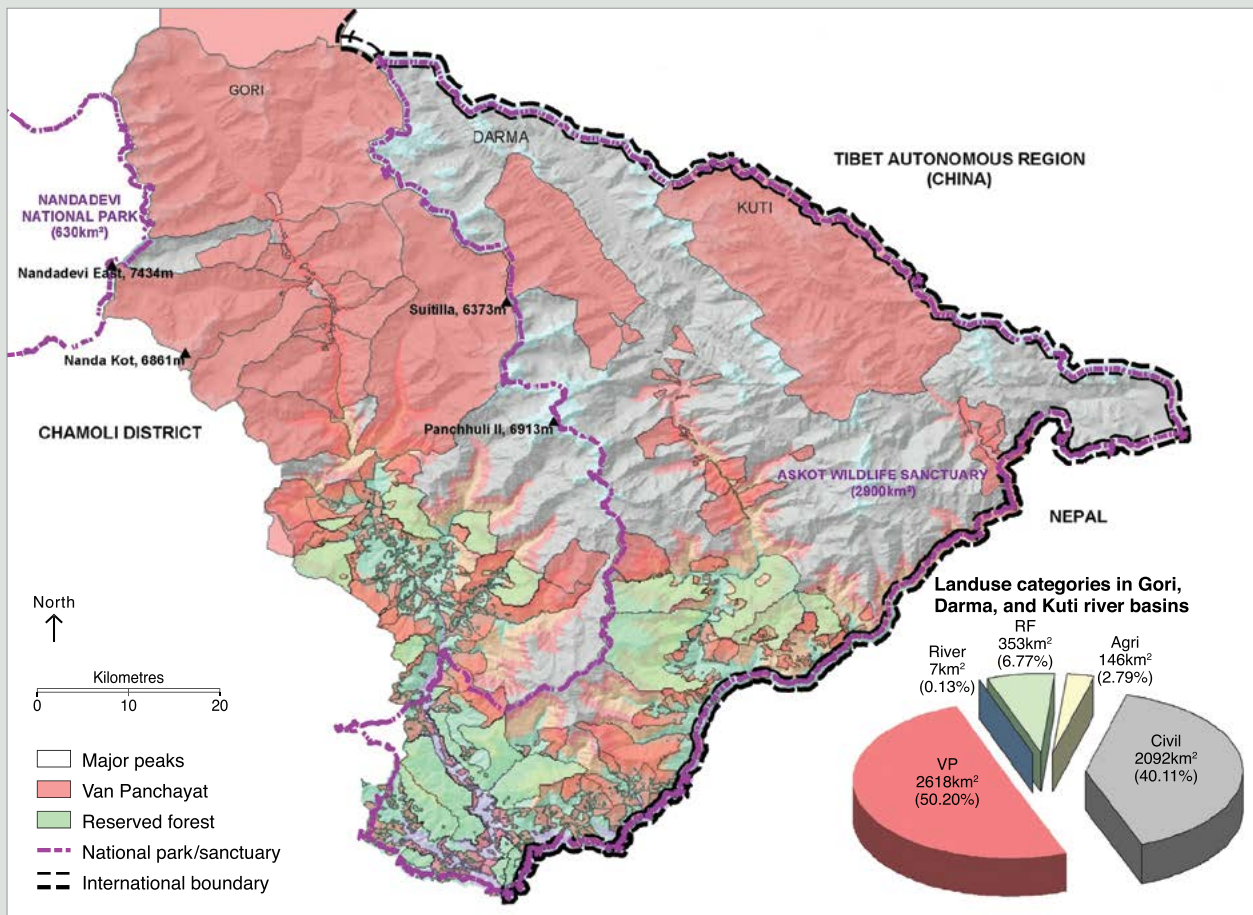 GORI
DARMA
TIBET AUTONOMOUS REGION
(CHINA)
KUTI
NANDADEVI
NATIONAL PARK
(630km²)
Nandadevi East, 7434m
Suitilla, 6373m
Nanda Kot, 6861m
CHAMOLI DISTRICT
Panchhuli II, 6913m
ASKOT WILDLIFE SANCTUARY
(2900km²)
NEPAL
North
Kilometres
0 10 20
Major peaks
Van Panchayat
Reserved forest
National park/sanctuary
International boundary
Landuse categories in Gori,
Darma, and Kuti river basins
River
7km²
(0.13%)
RF
353km²
(6.77%)
Agri
146km²
(2.79%)
VP
2618km²
(50.20%)
Civil
2092km²
(40.11%)